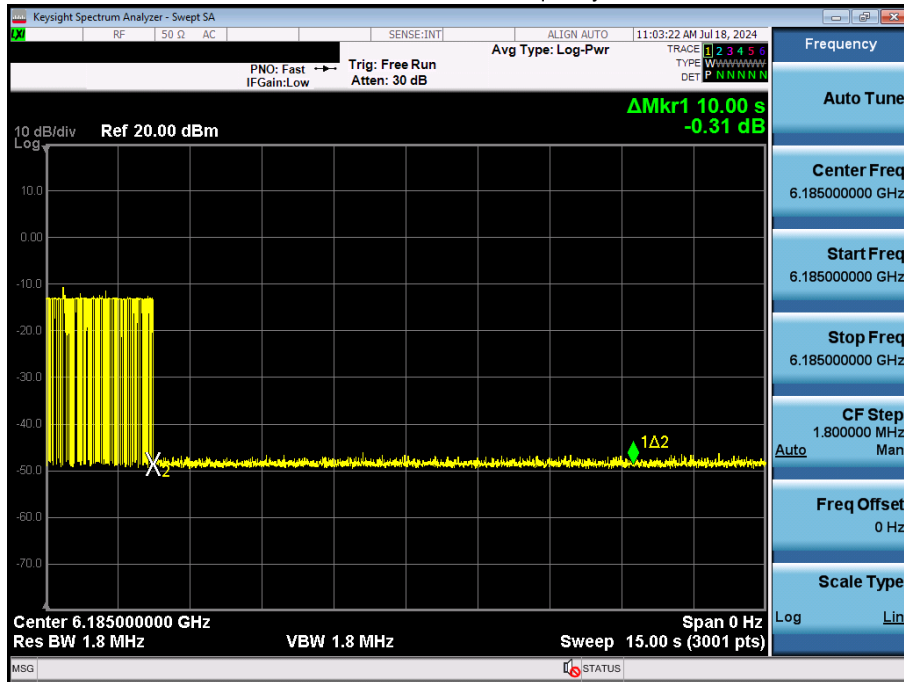 Keysight Spectrum Analyzer - Swept SA
LXI RF 50 Ω AC SENSE:INT ALIGN AUTO 11:03:22 AM Jul 18, 2024
Avg Type: Log-Pwr
TRACE 1 2 3 4 5 6
TYPE WWWWWWW
DET P N N N N N
PNO: Fast
IFGain:Low
Trig: Free Run
Atten: 30 dB
Frequency
ΔMkr1 10.00 s
-0.31 dB
10 dB/div Ref 20.00 dBm
Log
10.0
0.00
-10.0
-20.0
-30.0
-40.0
-50.0
-60.0
-70.0
1Δ2
X2
Center 6.185000000 GHz Span 0 Hz
Res BW 1.8 MHz VBW 1.8 MHz Sweep 15.00 s (3001 pts)
Auto Tune
Center Freq
6.185000000 GHz
Start Freq
6.185000000 GHz
Stop Freq
6.185000000 GHz
CF Step
1.800000 MHz
Auto Man
Freq Offset
0 Hz
Scale Type
Log Lin
MSG STATUS